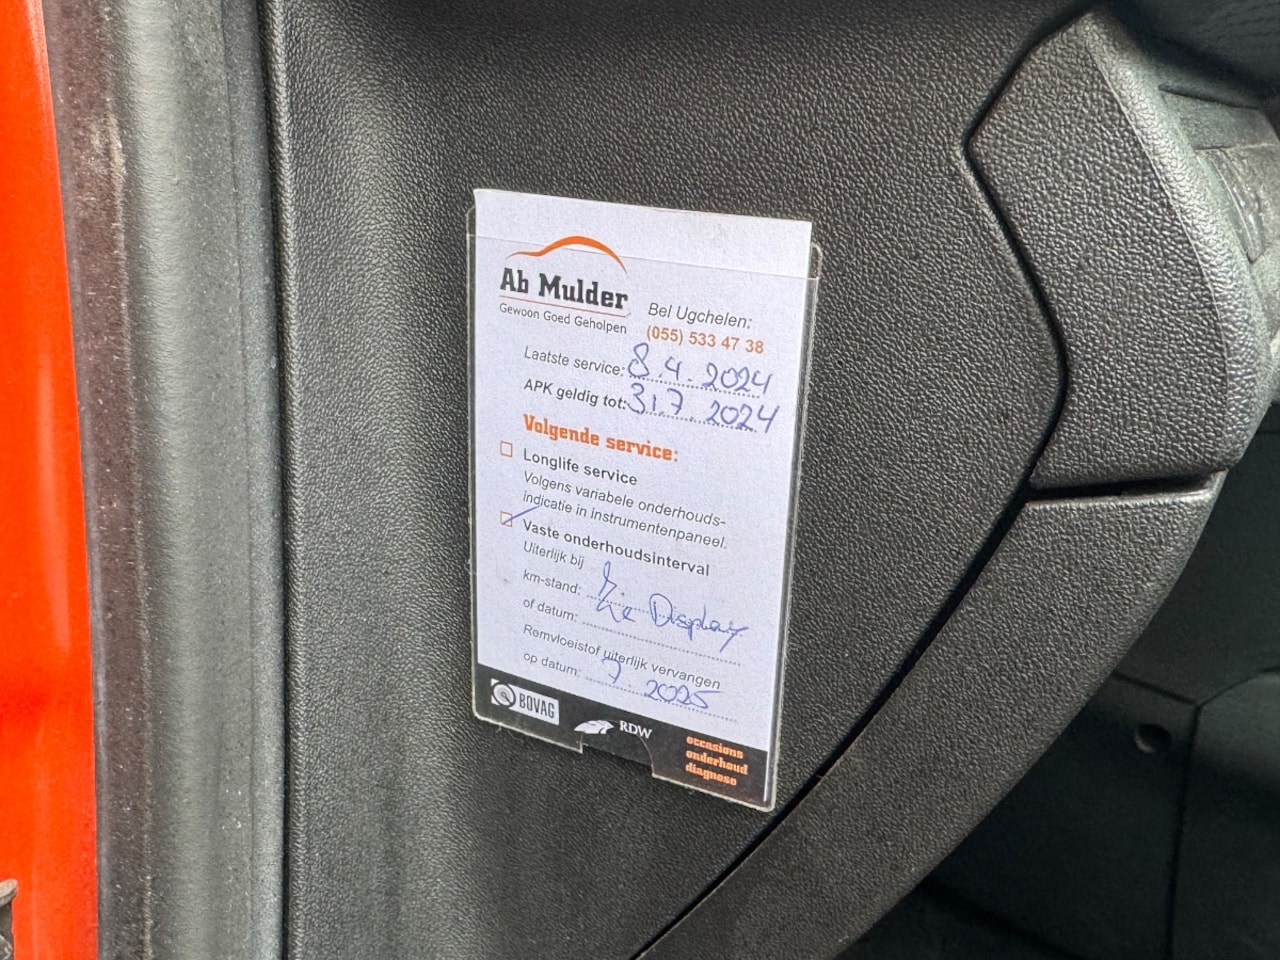 Ab Mulder
Gewoon Goed Geholpen
Bel Ugchelen:
(055) 533 47 38
Laatste service: 8.4.2024
APK geldig tot: 31.7.2024
Volgende service:
Longlife service
Volgens variabele onderhouds-
indicatie in instrumentenpaneel.
Vaste onderhoudsinterval
Uiterlijk bij
km-stand:
Zie Display
of datum:
Remvloeistof uiterlijk vervangen
op datum: 7.2025
BOVAG
RDW
occasions
onderhoud
diagnose